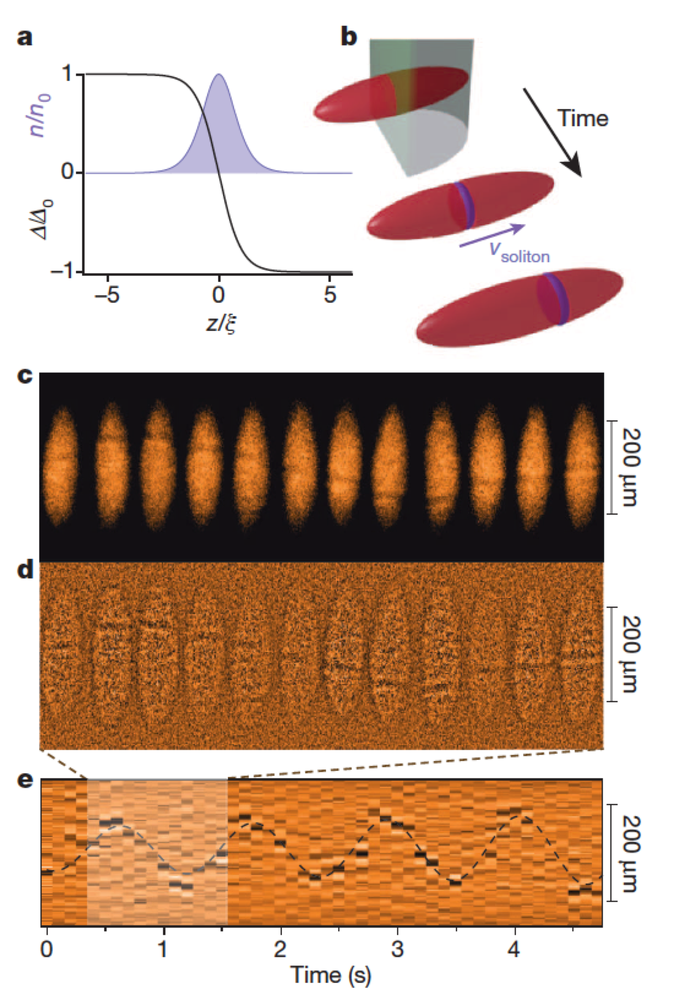 a
b
1
n/n0
0
Δ/Δ0
−1
−5 0 5
z/ξ
Time
Vsoliton
c
200 μm
d
200 μm
e
200 μm
0 1 2 3 4
Time (s)